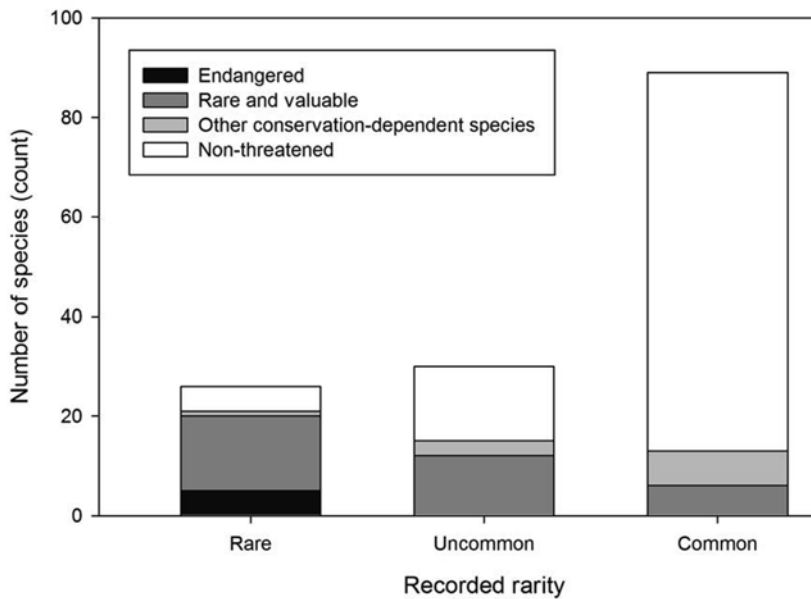 Number of species (count)
100
80
60
40
20
0
Endangered
Rare and valuable
Other conservation-dependent species
Non-threatened
Rare
Uncommon
Common
Recorded rarity